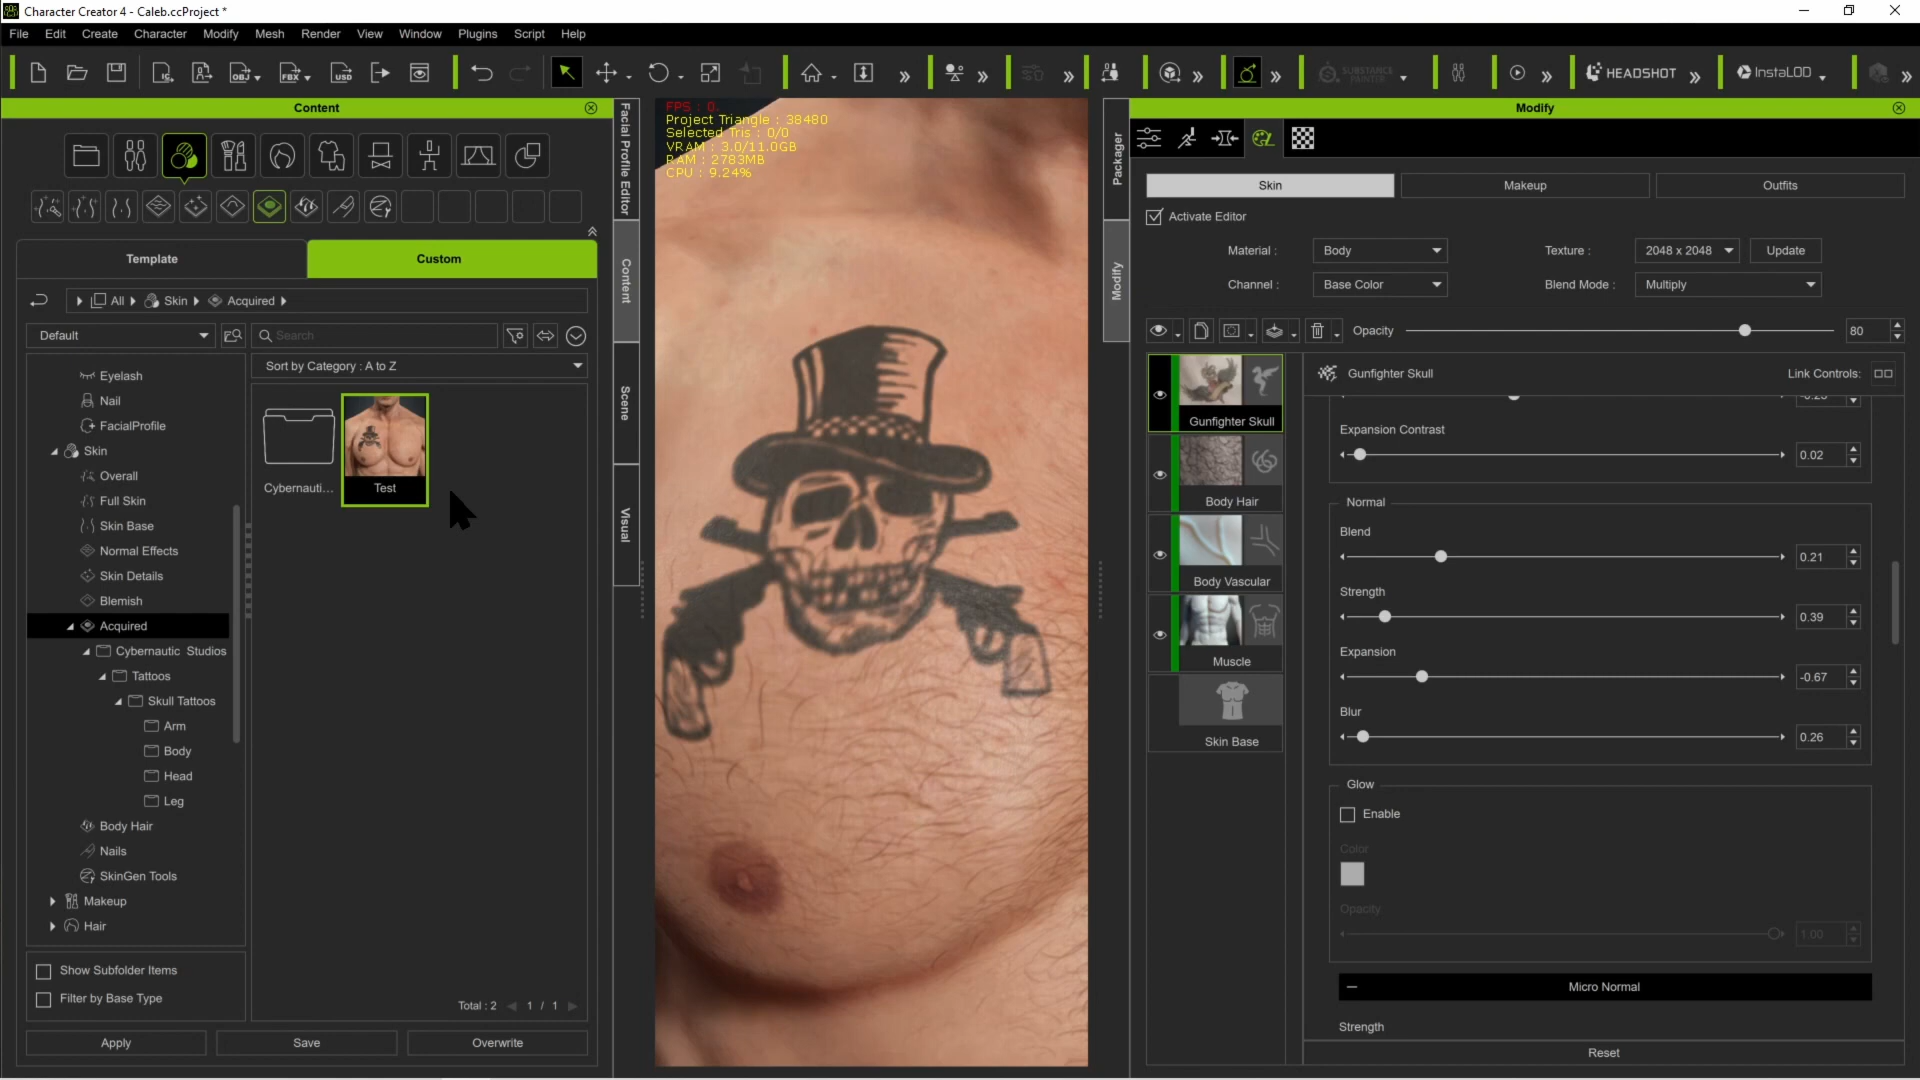 Character Creator 4 - Caleb.ccProject *
File Edit Create Character Modify Mesh Render View Window Plugins Script Help
SUBSTANCE PAINTER
HEADSHOT
InstaLOD
Content
Facial Profile Editor
Content
Scene
Visual
Template Custom
All Skin Acquired
Default
Search
Sort by Category : A to Z
Eyelash
Nail
FacialProfile
Skin
Overall
Full Skin
Skin Base
Normal Effects
Skin Details
Blemish
Acquired
Cybernautic Studios
Tattoos
Skull Tattoos
Arm
Body
Head
Leg
Body Hair
Nails
SkinGen Tools
Makeup
Hair
Cybernauti...
Test
Show Subfolder Items
Filter by Base Type
Total : 2 1 / 1
Apply Save Overwrite
FPS : 0.
Project Triangle : 38480
Selected Tris : 0/0
VRAM : 3.0/11.0GB
RAM : 2783MB
CPU : 9.24%
Packager
Modify
Modify
Skin Makeup Outfits
Activate Editor
Material : Body Texture : 2048 x 2048 Update
Channel : Base Color Blend Mode : Multiply
Opacity 80
Gunfighter Skull
Body Hair
Body Vascular
Muscle
Skin Base
Gunfighter Skull Link Controls:
Expansion Contrast
0.02
Normal
Blend
0.21
Strength
0.39
Expansion
-0.67
Blur
0.26
Glow
Enable
Color
Opacity
1.00
Micro Normal
Strength
Reset